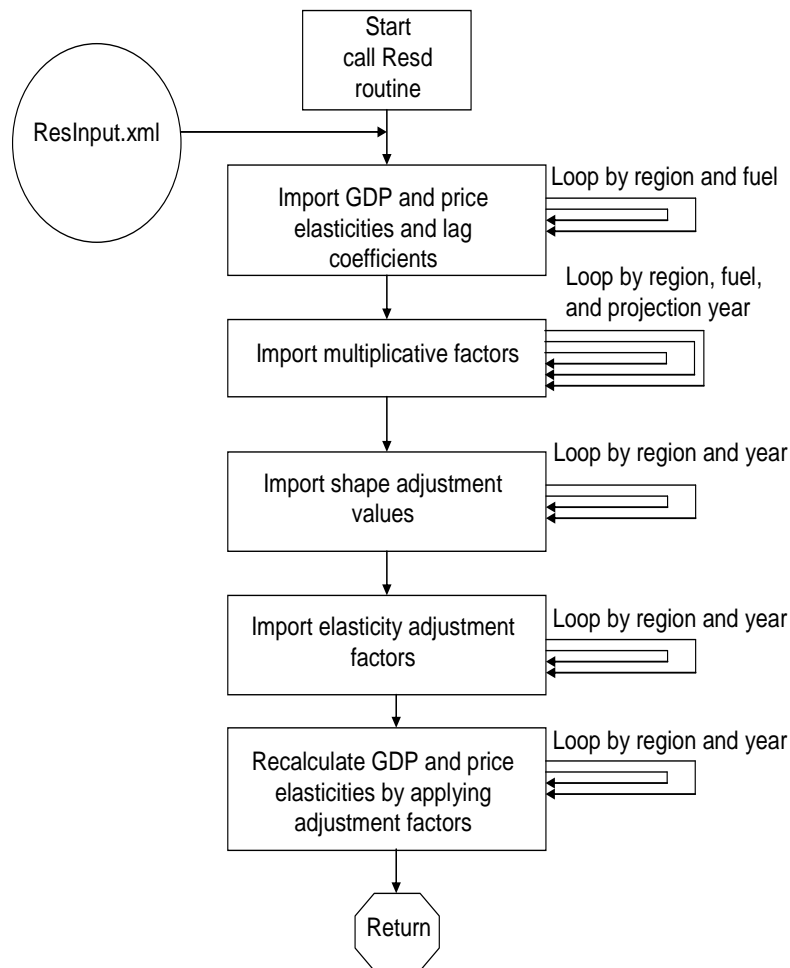 Start
call Resd
routine
ResInput.xml
Loop by region and fuel
Import GDP and price
elasticities and lag
coefficients
Loop by region, fuel,
and projection year
Import multiplicative factors
Loop by region and year
Import shape adjustment
values
Loop by region and year
Import elasticity adjustment
factors
Loop by region and year
Recalculate GDP and price
elasticities by applying
adjustment factors
Return